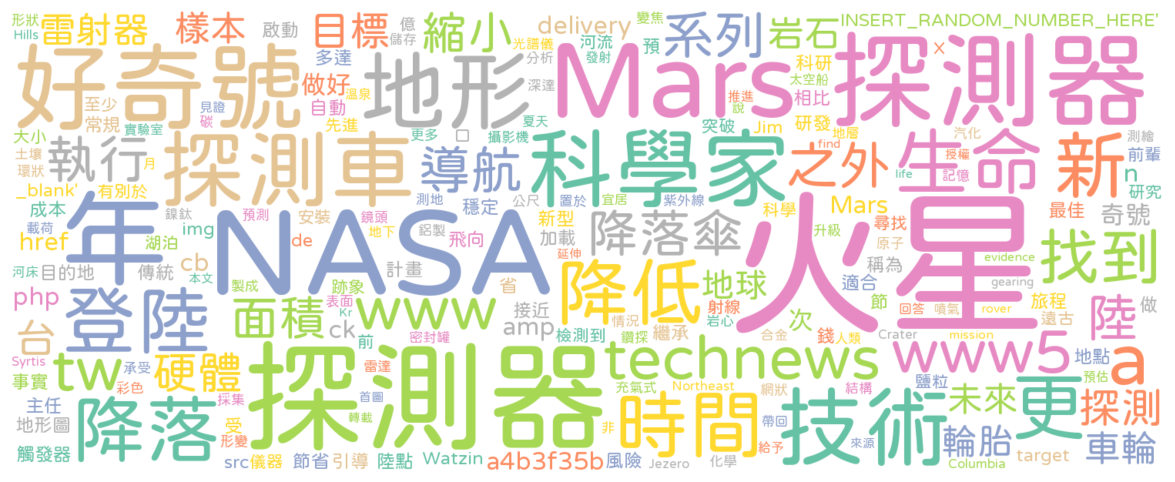 形狀 雷射器 樣本 啟動 億 目標 縮小 delivery 變焦 系列 岩石 INSERT_RANDOM_NUMBER_HERE'
Hills 多達 儲存 光譜儀 河流 預 x
好奇號 地形 分析 發射 Mars 科研 太空船 探測器
至少 做好 深達 推進 相比
常規 見證 自動 溫泉 說
大小 實驗室 碳 先進 更多 口 攝影機 夏天 突破 Jim 研發 地層 汽化 測繪
土壤 執行 探測車 導航 科學家 之外 find 生命 授權 新 前輩
環狀 月 life 記憶 n
_blank' 有別於 研究
成本 鎳鈦 預測 安裝 測地 穩定 公尺 置於 宜居 紫外線 Mars 最佳
載荷 年 NASA 鏡頭 新型 科學 升級 尋找 火星 奇號
href img 地下 鋁製 飛向 加載 降落傘 原子 找到
湖泊 de 延伸
河床 目的地 傳統 cb 本文 計畫 省 稱為 evidence
php 登陸 製成 跡象 接近 降低 地球 適合 gearing
台 面積 表面 Kr www amp 射線 節 回答 噴氣 rover 旅程 陸 做
ck 前 密封罐 檢測到 情況 岩心 繼承 次 錢 人類 合金 Crater mission 遠古
Syrtis tw 承受 硬體 探測器 雷達 鑽探 technews www5 地點 a
事實 彩色 鹽粒 預估
主任 採集 首圖 充氣式 Northeast 網狀 結構 未來 更 探測
地形圖 降落 受 轉載 時間 非 帶回 技術
觸發器 形變 給予 來源 輪胎 車輪
src 儀器 節省 引導 陸點 Watzin a4b3f35b 風險 Jezero 化學 Columbia target